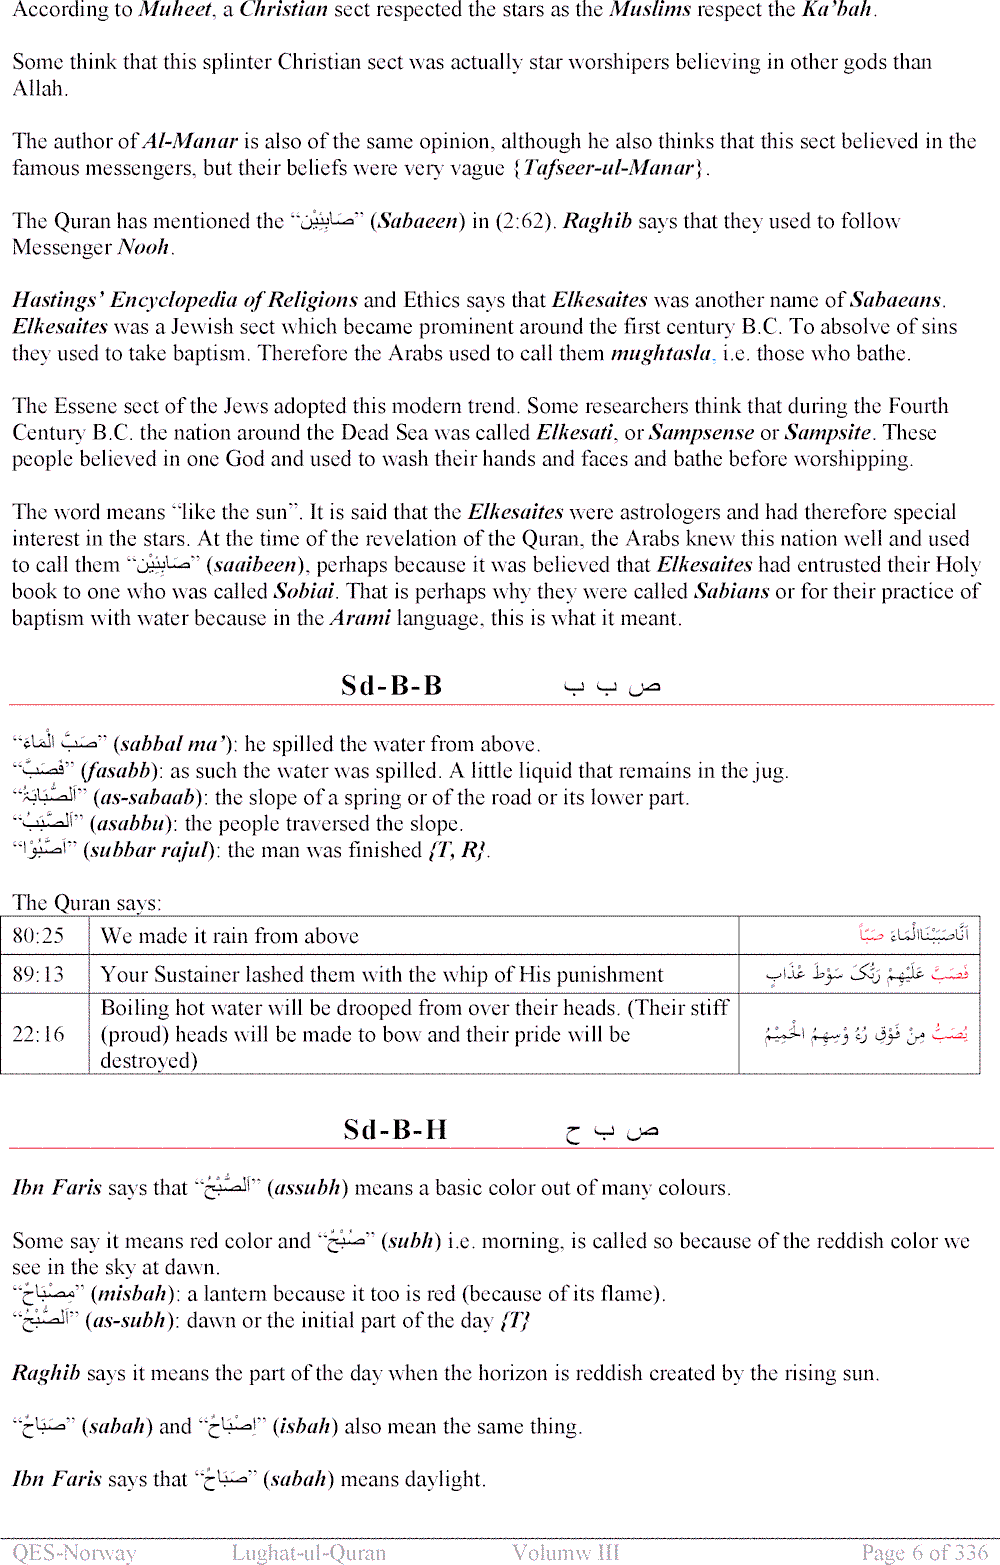 According to Muheet, a Christian sect respected the stars as the Muslims respect the Ka'bah.
Some think that this splinter Christian sect was actually star worshipers believing in other gods than
Allah.
The author of Al-Manar is also of the same opinion, although he also thinks that this sect believed in the
famous messengers, but their beliefs were very vague {Tafseer-ul-Manar}.
The Quran has mentioned the “صَابِئِيْن” (Sabaeen) in (2:62). Raghib says that they used to follow
Messenger Nooh.
Hastings’ Encyclopedia of Religions and Ethics says that Elkesaites was another name of Sabaeans.
Elkesaites was a Jewish sect which became prominent around the first century B.C. To absolve of sins
they used to take baptism. Therefore the Arabs used to call them mughtasla, i.e. those who bathe.
The Essene sect of the Jews adopted this modern trend. Some researchers think that during the Fourth
Century B.C. the nation around the Dead Sea was called Elkesati, or Sampsense or Sampsite. These
people believed in one God and used to wash their hands and faces and bathe before worshipping.
The word means “like the sun”. It is said that the Elkesaites were astrologers and had therefore special
interest in the stars. At the time of the revelation of the Quran, the Arabs knew this nation well and used
to call them “صَابِئِيْن” (saaibeen), perhaps because it was believed that Elkesaites had entrusted their Holy
book to one who was called Sobiai. That is perhaps why they were called Sabians or for their practice of
baptism with water because in the Arami language, this is what it meant.
Sd-B-B ص ب ب
“صَبَّ الْمَاءَ” (sabbal ma’): he spilled the water from above.
“فَصَبَّ” (fasabb): as such the water was spilled. A little liquid that remains in the jug.
“اَلصُّبَابَۃُ” (as-sabaab): the slope of a spring or of the road or its lower part.
“اَلصَّبَبُ” (asabbu): the people traversed the slope.
“اَصَبُّوْا” (subbar rajul): the man was finished {T, R}.
The Quran says:
80:25 We made it rain from above اَنَّاصَبَبْنَاالْمَاءَ صَبّاً
89:13 Your Sustainer lashed them with the whip of His punishment فَصَبَّ عَلَيْهِمْ رَبُّکَ سَوْطَ عَذَابٍ
Boiling hot water will be drooped from over their heads. (Their stiff
22:16 (proud) heads will be made to bow and their pride will be يُصَبُّ مِنْ فَوْقِ رُءُ وْسِهِمُ الْحَمِيْمُ
destroyed)
Sd-B-H ص ب ح
Ibn Faris says that “اَلصُّبْحُ” (assubh) means a basic color out of many colours.
Some say it means red color and “صُبْحٌ” (subh) i.e. morning, is called so because of the reddish color we
see in the sky at dawn.
“مِصْبَاحٌ” (misbah): a lantern because it too is red (because of its flame).
“اَلصُّبْحُ” (as-subh): dawn or the initial part of the day {T}
Raghib says it means the part of the day when the horizon is reddish created by the rising sun.
“صَبَاحٌ” (sabah) and “اِصْبَاحٌ” (isbah) also mean the same thing.
Ibn Faris says that “صَبَاحٌ” (sabah) means daylight.
QES-Norway Lughat-ul-Quran Volumw III Page 6 of 336